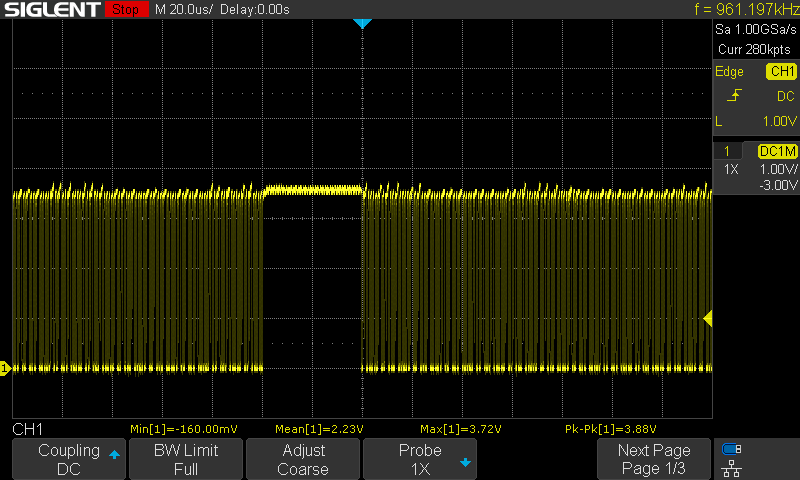 SIGLENT Stop M 20.0us/ Delay:0.00s f = 961.197kHz
Sa 1.00GSa/s
Curr 280kpts
Edge CH1
DC
L 1.00V
1 DC1M
1X 1.00V/
-3.00V
1
CH1 Min[1]=-160.00mV Mean[1]=2.23V Max[1]=3.72V Pk-Pk[1]=3.88V
Coupling BW Limit Adjust Probe Next Page
DC Full Coarse 1X Page 1/3